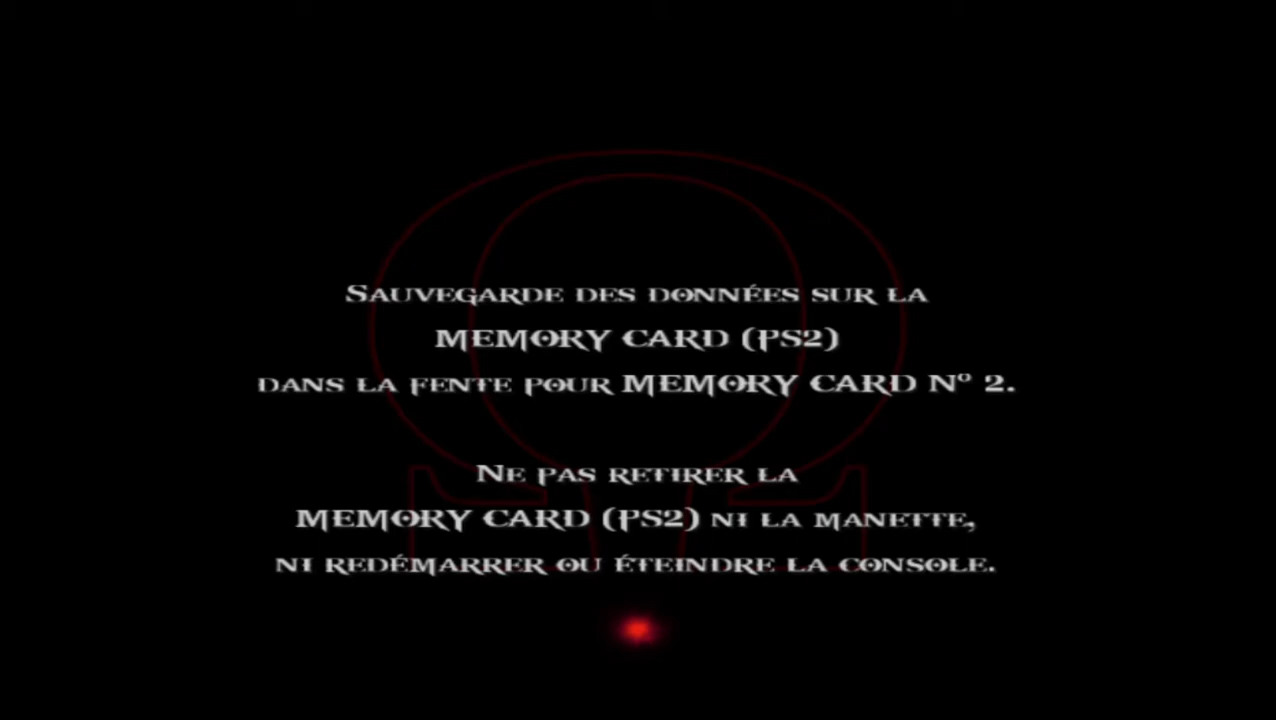 Sauvegarde des données sur la
MEMORY CARD (PS2)
dans la fente pour MEMORY CARD Nº 2.
Ne pas retirer la
MEMORY CARD (PS2) ni la manette,
ni redémarrer ou éteindre la console.